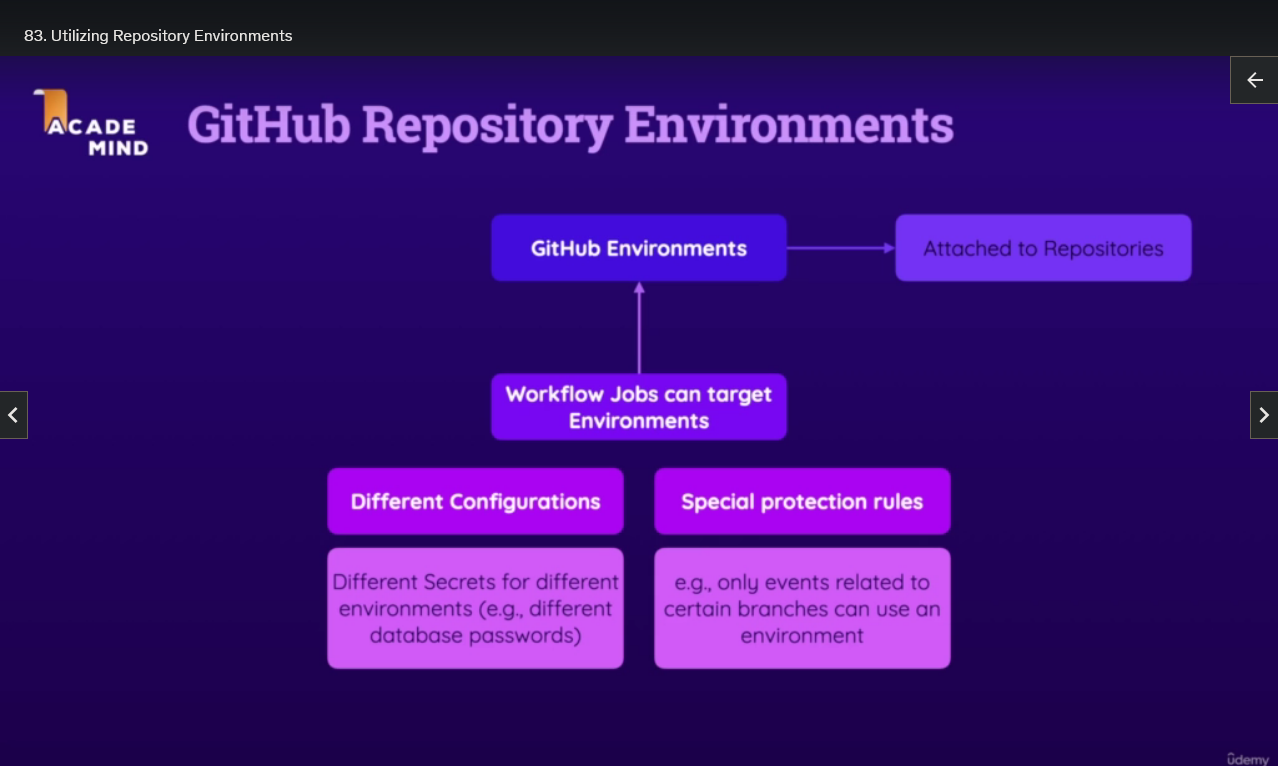 83. Utilizing Repository Environments
ACADE
MIND
GitHub Repository Environments
GitHub Environments
Attached to Repositories
Workflow Jobs can target
Environments
Different Configurations
Special protection rules
Different Secrets for different
environments (e.g., different
database passwords)
e.g., only events related to
certain branches can use an
environment
ûdemy